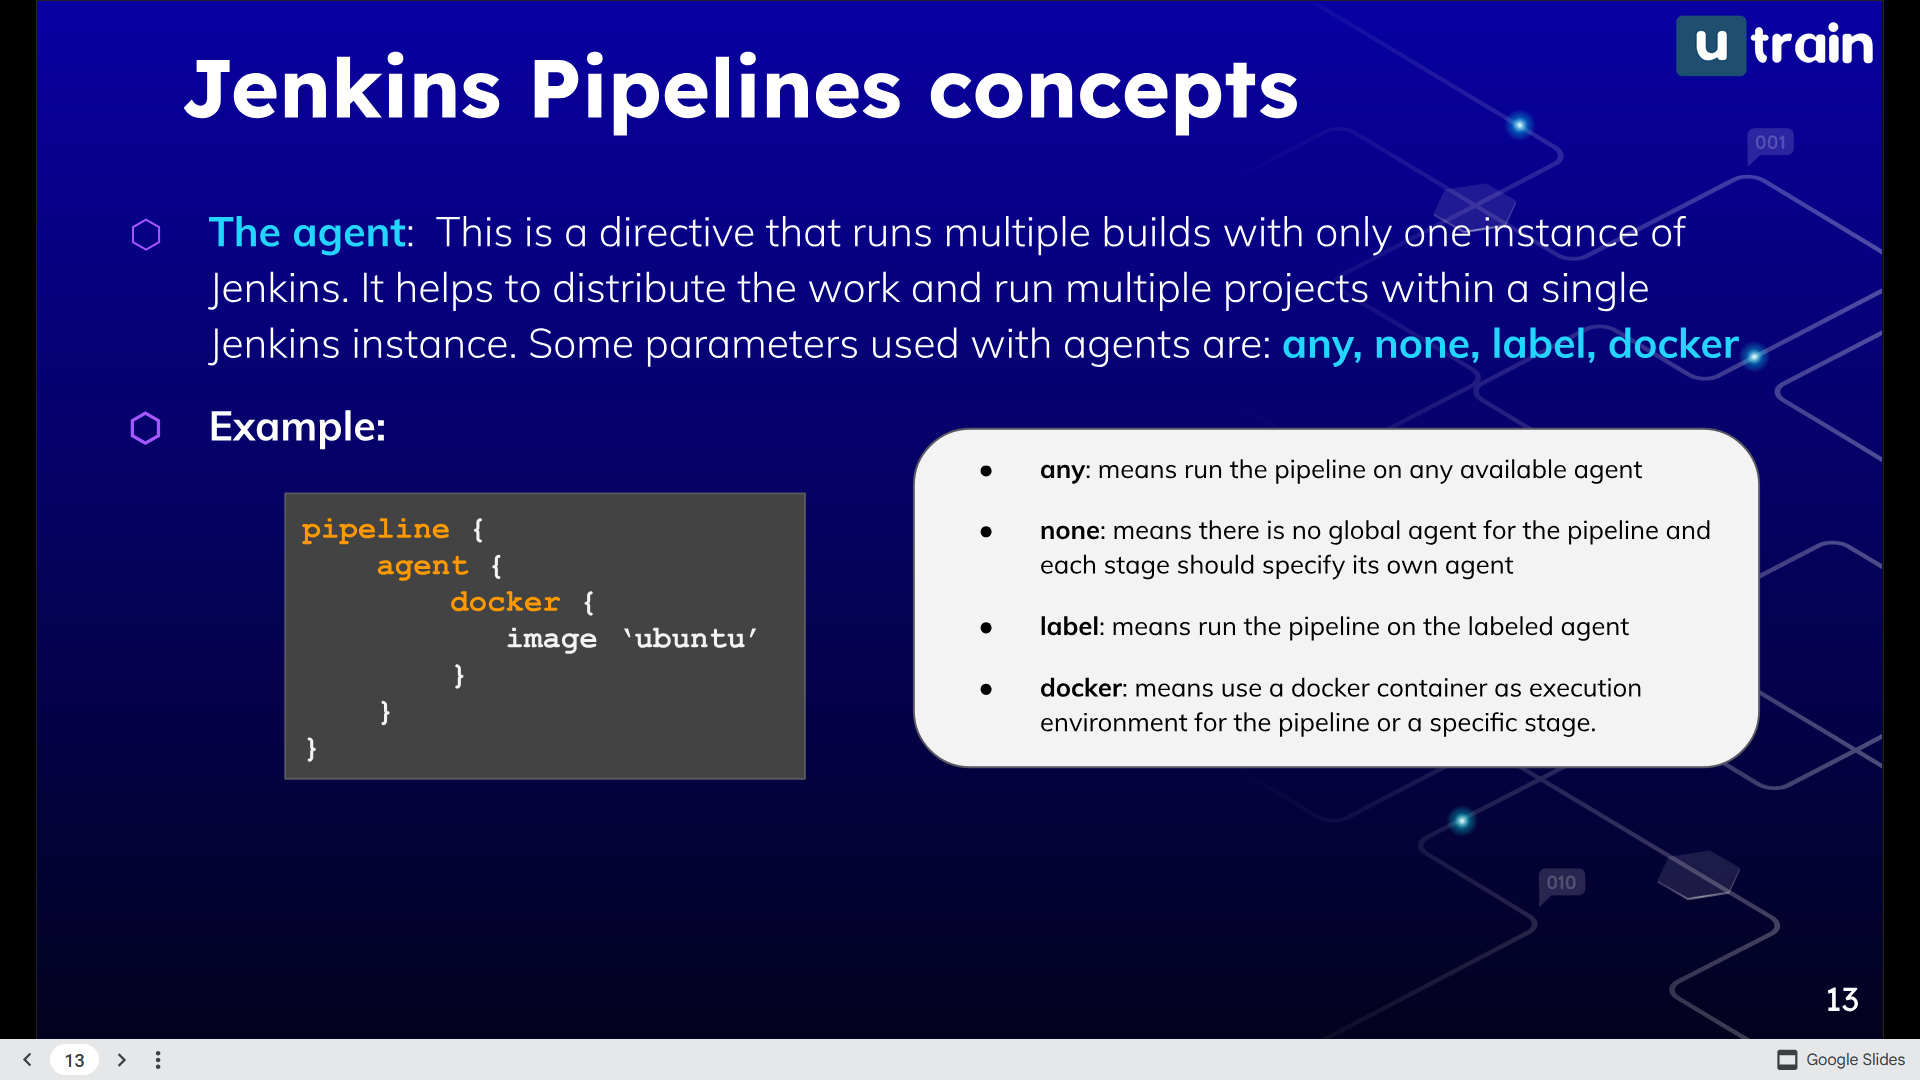 Jenkins Pipelines concepts
u train
001
The agent: This is a directive that runs multiple builds with only one instance of
Jenkins. It helps to distribute the work and run multiple projects within a single
Jenkins instance. Some parameters used with agents are: any, none, label, docker
Example:
pipeline {
agent {
docker {
image ‘ubuntu’
}
}
}
● any: means run the pipeline on any available agent
● none: means there is no global agent for the pipeline and
each stage should specify its own agent
● label: means run the pipeline on the labeled agent
● docker: means use a docker container as execution
environment for the pipeline or a specific stage.
010
13
13
Google Slides